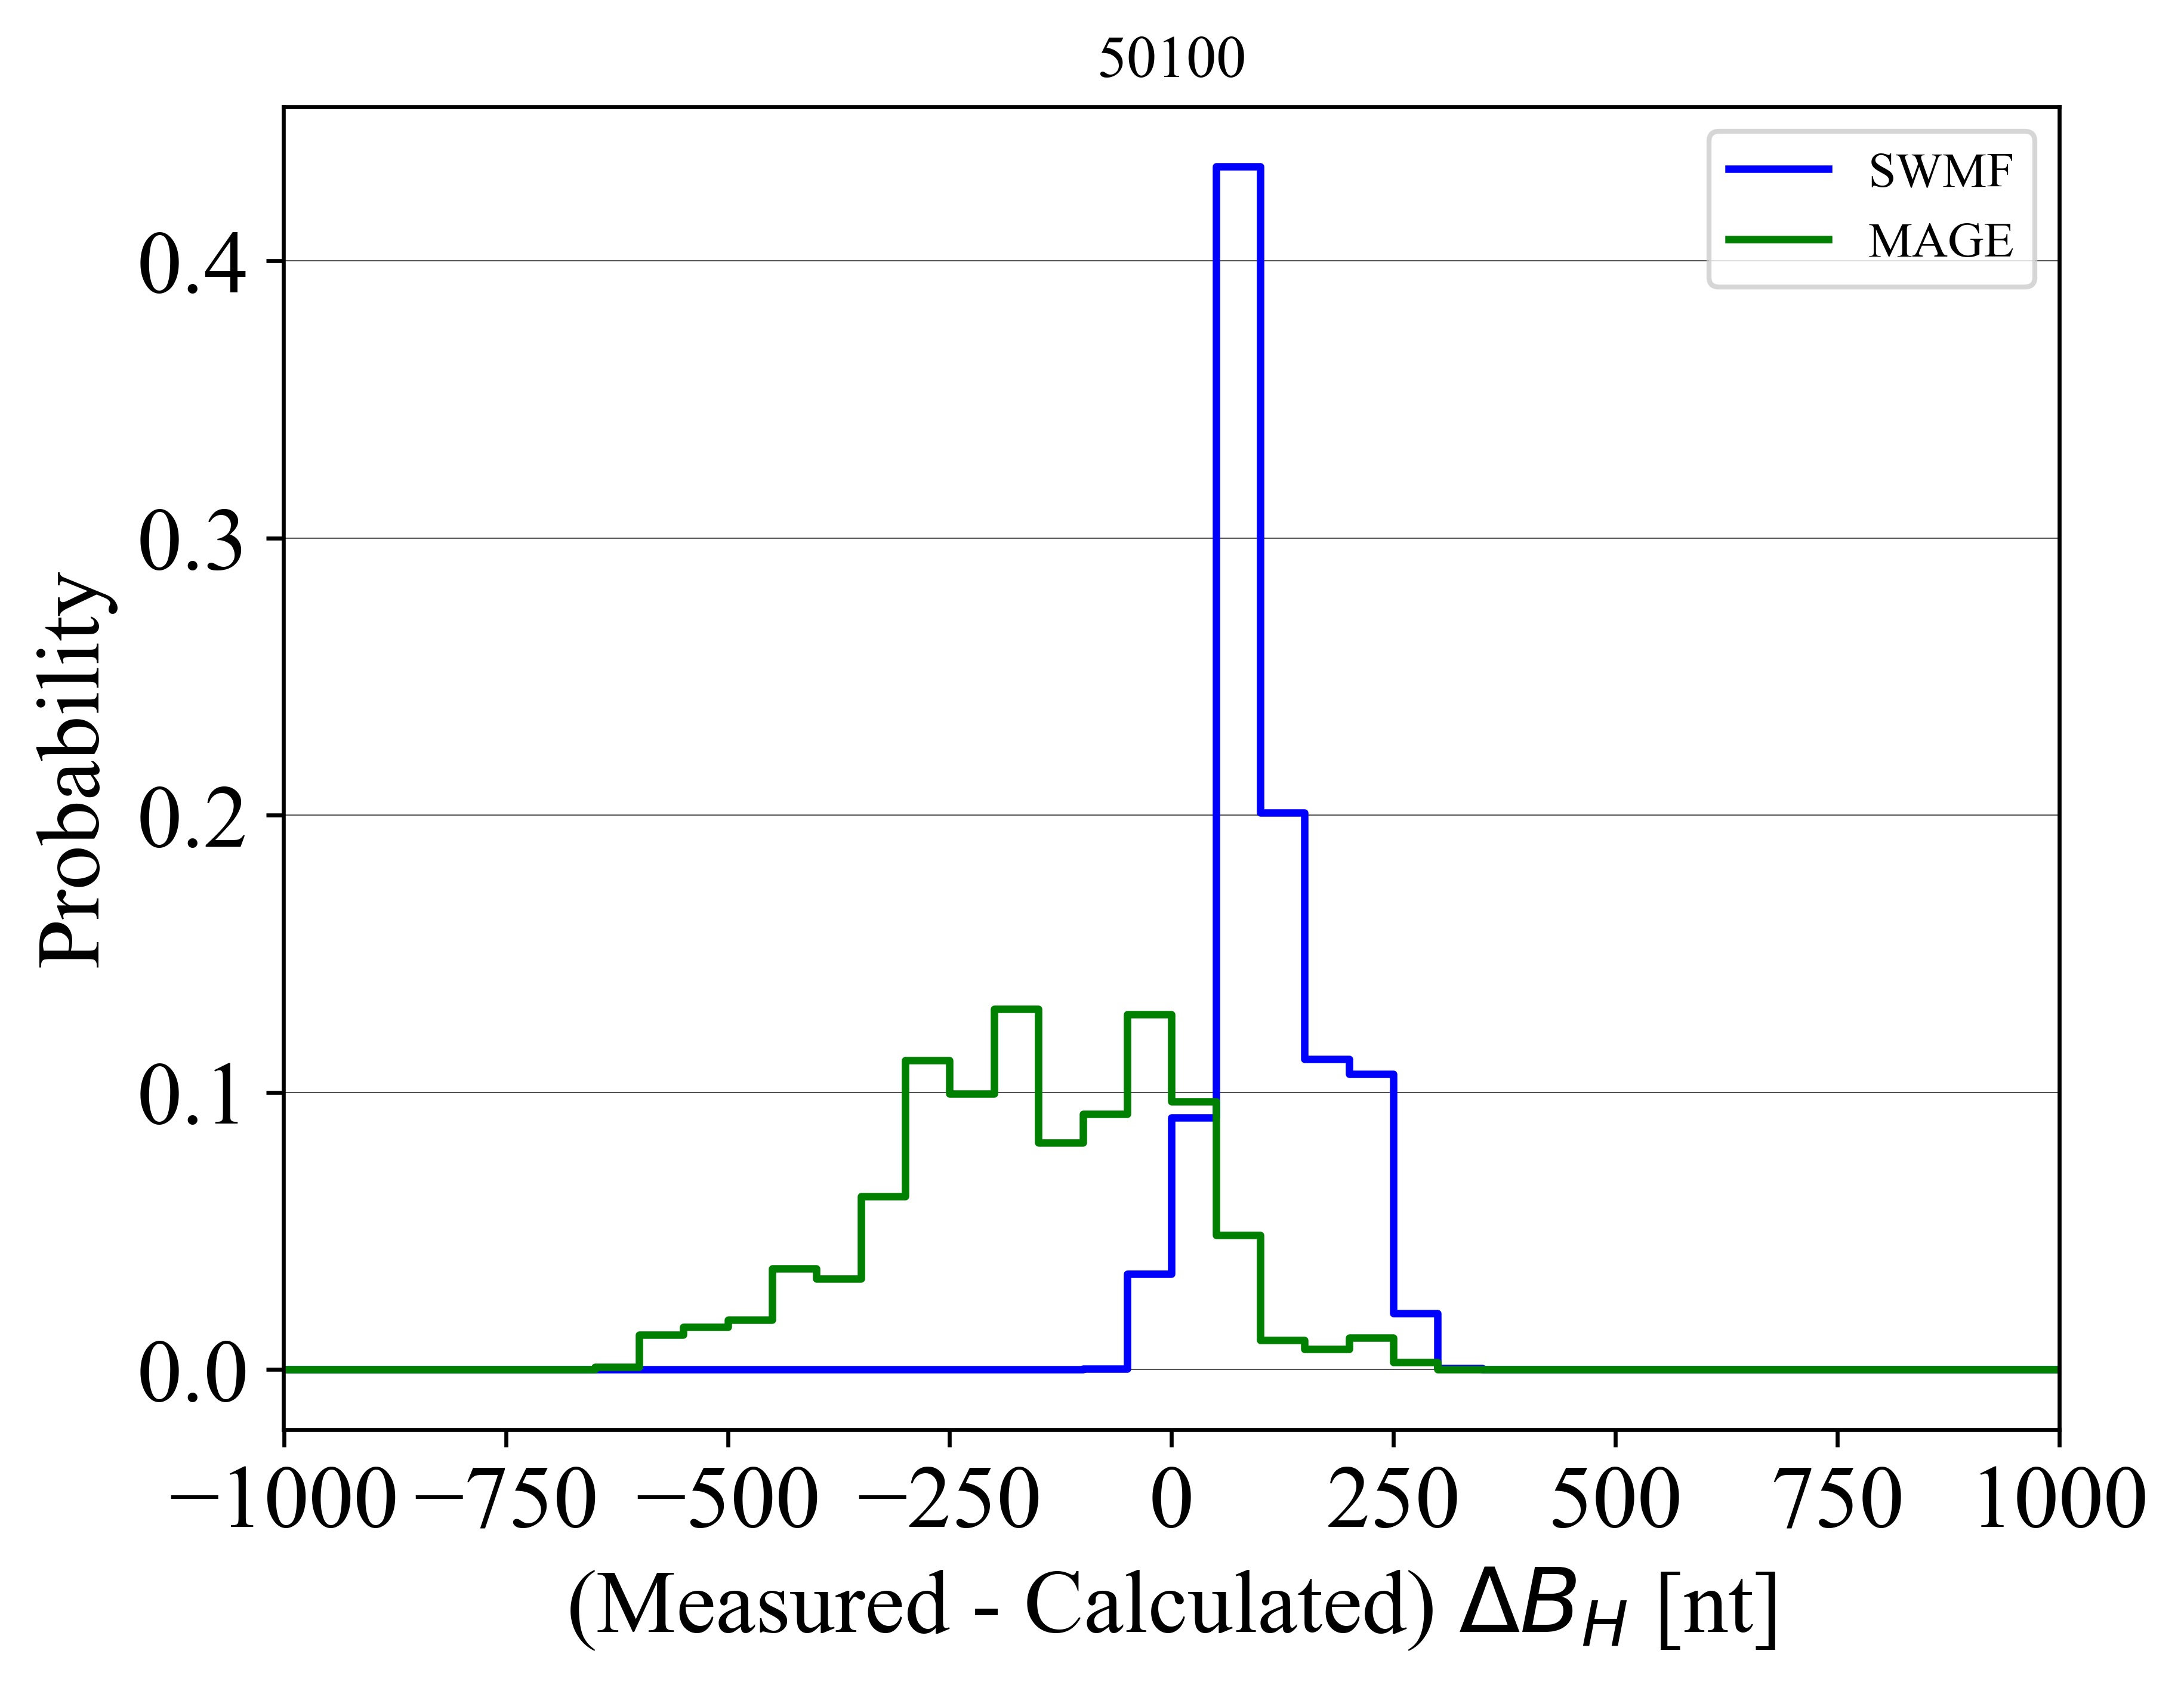 50100
SWMF
MAGE
Probability
0.4
0.3
0.2
0.1
0.0
−1000 −750 −500 −250 0 250 500 750 1000
(Measured - Calculated) ΔB_H [nt]